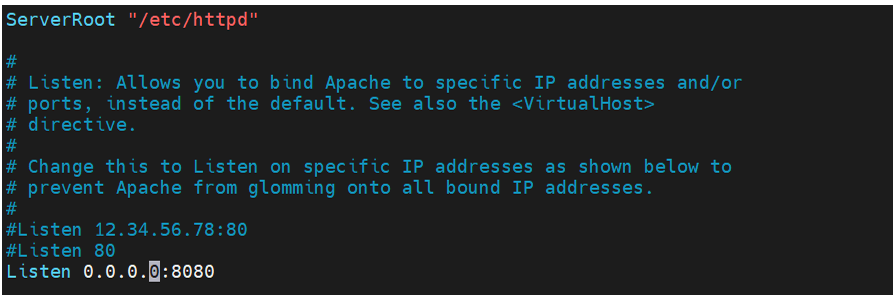 ServerRoot "/etc/httpd"
#
# Listen: Allows you to bind Apache to specific IP addresses and/or
# ports, instead of the default. See also the <VirtualHost>
# directive.
#
# Change this to Listen on specific IP addresses as shown below to
# prevent Apache from glomming onto all bound IP addresses.
#
#Listen 12.34.56.78:80
#Listen 80
Listen 0.0.0.0:8080